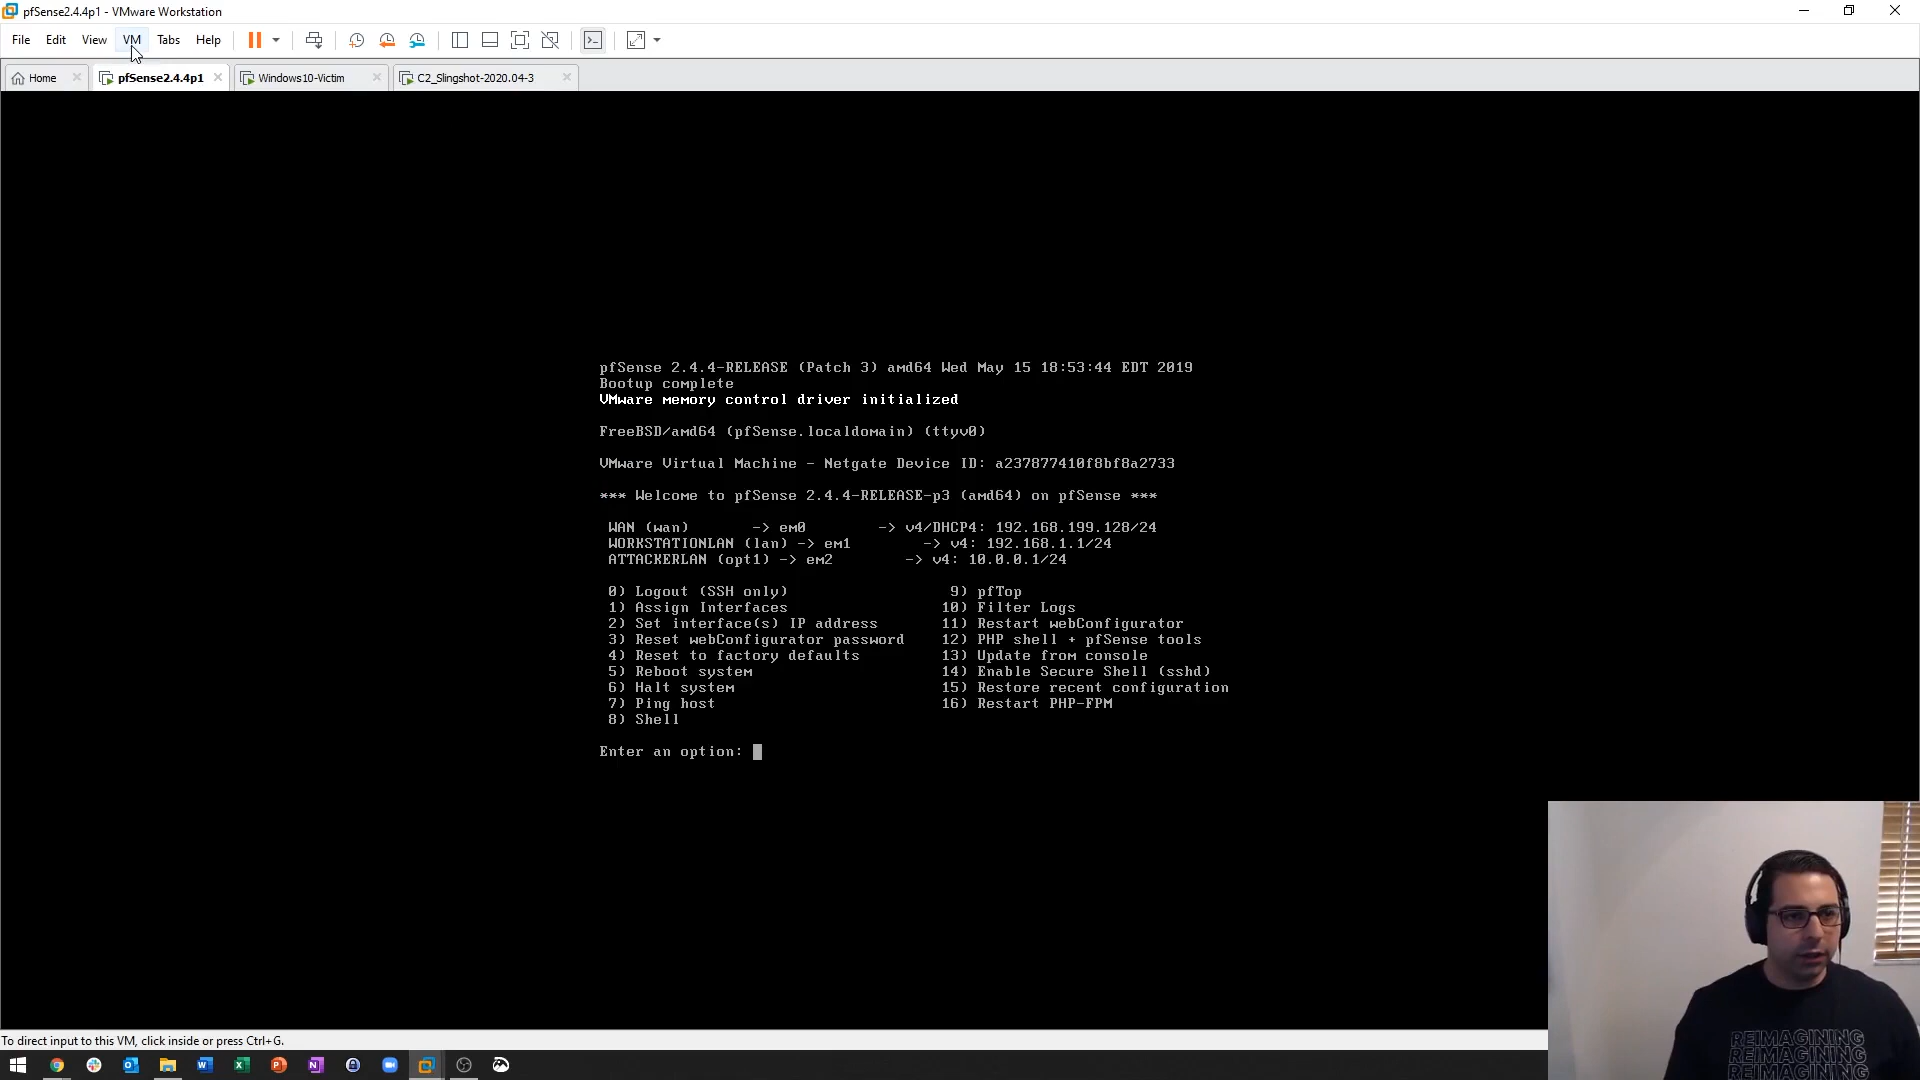 pfSense2.4.4p1 - VMware Workstation
File Edit View VM Tabs Help
Home pfSense2.4.4p1 Windows10-Victim C2_Slingshot-2020.04-3
pfSense 2.4.4-RELEASE (Patch 3) amd64 Wed May 15 18:53:44 EDT 2019
Bootup complete
VMware memory control driver initialized
FreeBSD/amd64 (pfSense.localdomain) (ttyv0)
VMware Virtual Machine - Netgate Device ID: a237877410f8bf8a2733
*** Welcome to pfSense 2.4.4-RELEASE-p3 (amd64) on pfSense ***
WAN (wan) -> em0 -> v4/DHCP4: 192.168.199.128/24
WORKSTATIONLAN (lan) -> em1 -> v4: 192.168.1.1/24
ATTACKERLAN (opt1) -> em2 -> v4: 10.0.0.1/24
0) Logout (SSH only) 9) pfTop
1) Assign Interfaces 10) Filter Logs
2) Set interface(s) IP address 11) Restart webConfigurator
3) Reset webConfigurator password 12) PHP shell + pfSense tools
4) Reset to factory defaults 13) Update from console
5) Reboot system 14) Enable Secure Shell (sshd)
6) Halt system 15) Restore recent configuration
7) Ping host 16) Restart PHP-FPM
8) Shell
Enter an option:
To direct input to this VM, click inside or press Ctrl+G.
REIMAGINING
REIMAGINING
REIMAGINING